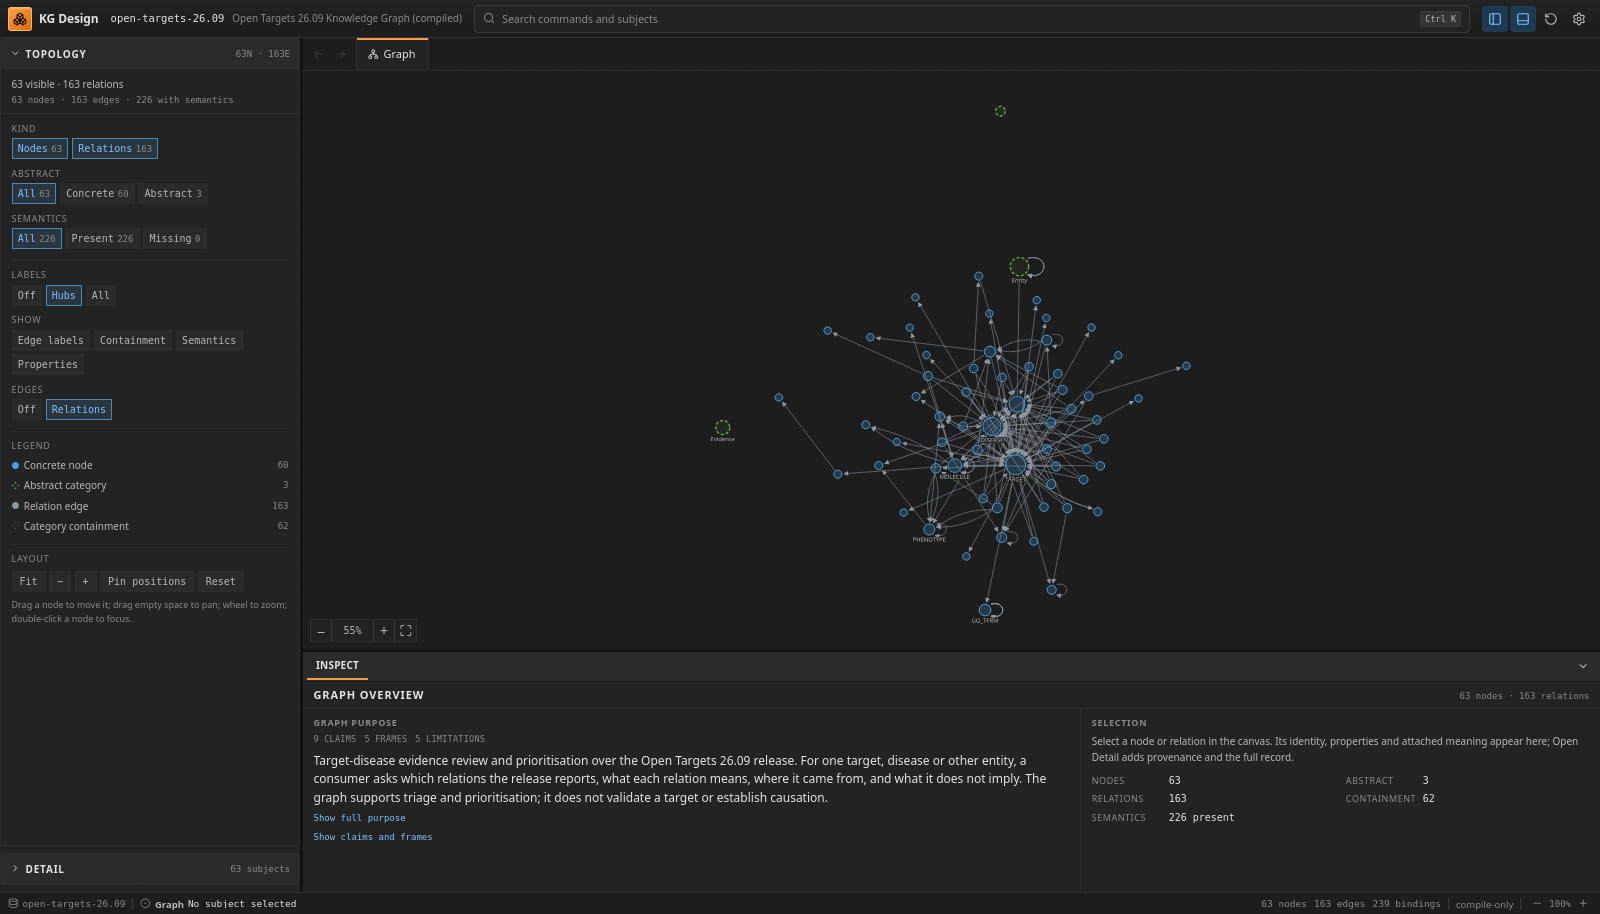 KG Design open-targets-26.09 Open Targets 26.09 Knowledge Graph (compiled) Search commands and subjects Ctrl K
TOPOLOGY 63N · 163E
Graph
63 visible · 163 relations
63 nodes · 163 edges · 226 with semantics
KIND
Nodes 63 Relations 163
ABSTRACT
All 63 Concrete 60 Abstract 3
SEMANTICS
All 226 Present 226 Missing 0
LABELS
Off Hubs All
SHOW
Edge labels Containment Semantics
Properties
EDGES
Off Relations
LEGEND
Concrete node 60
Abstract category 3
Relation edge 163
Category containment 62
LAYOUT
Fit − + Pin positions Reset
Drag a node to move it; drag empty space to pan; wheel to zoom;
double-click a node to focus.
DETAIL 63 subjects
Entity
Evidence
DISEASE
MOLECULE
TARGET
PHENOTYPE
GO_TERM
− 55% +
INSPECT
GRAPH OVERVIEW 63 nodes · 163 relations
GRAPH PURPOSE
9 CLAIMS 5 FRAMES 5 LIMITATIONS
Target-disease evidence review and prioritisation over the Open Targets 26.09 release. For one target, disease or other entity, a
consumer asks which relations the release reports, what each relation means, where it came from, and what it does not imply. The
graph supports triage and prioritisation; it does not validate a target or establish causation.
Show full purpose
Show claims and frames
SELECTION
Select a node or relation in the canvas. Its identity, properties and attached meaning appear here; Open
Detail adds provenance and the full record.
NODES 63 ABSTRACT 3
RELATIONS 163 CONTAINMENT 62
SEMANTICS 226 present
open-targets-26.09 Graph No subject selected 63 nodes 163 edges 239 bindings compile-only − 100% +